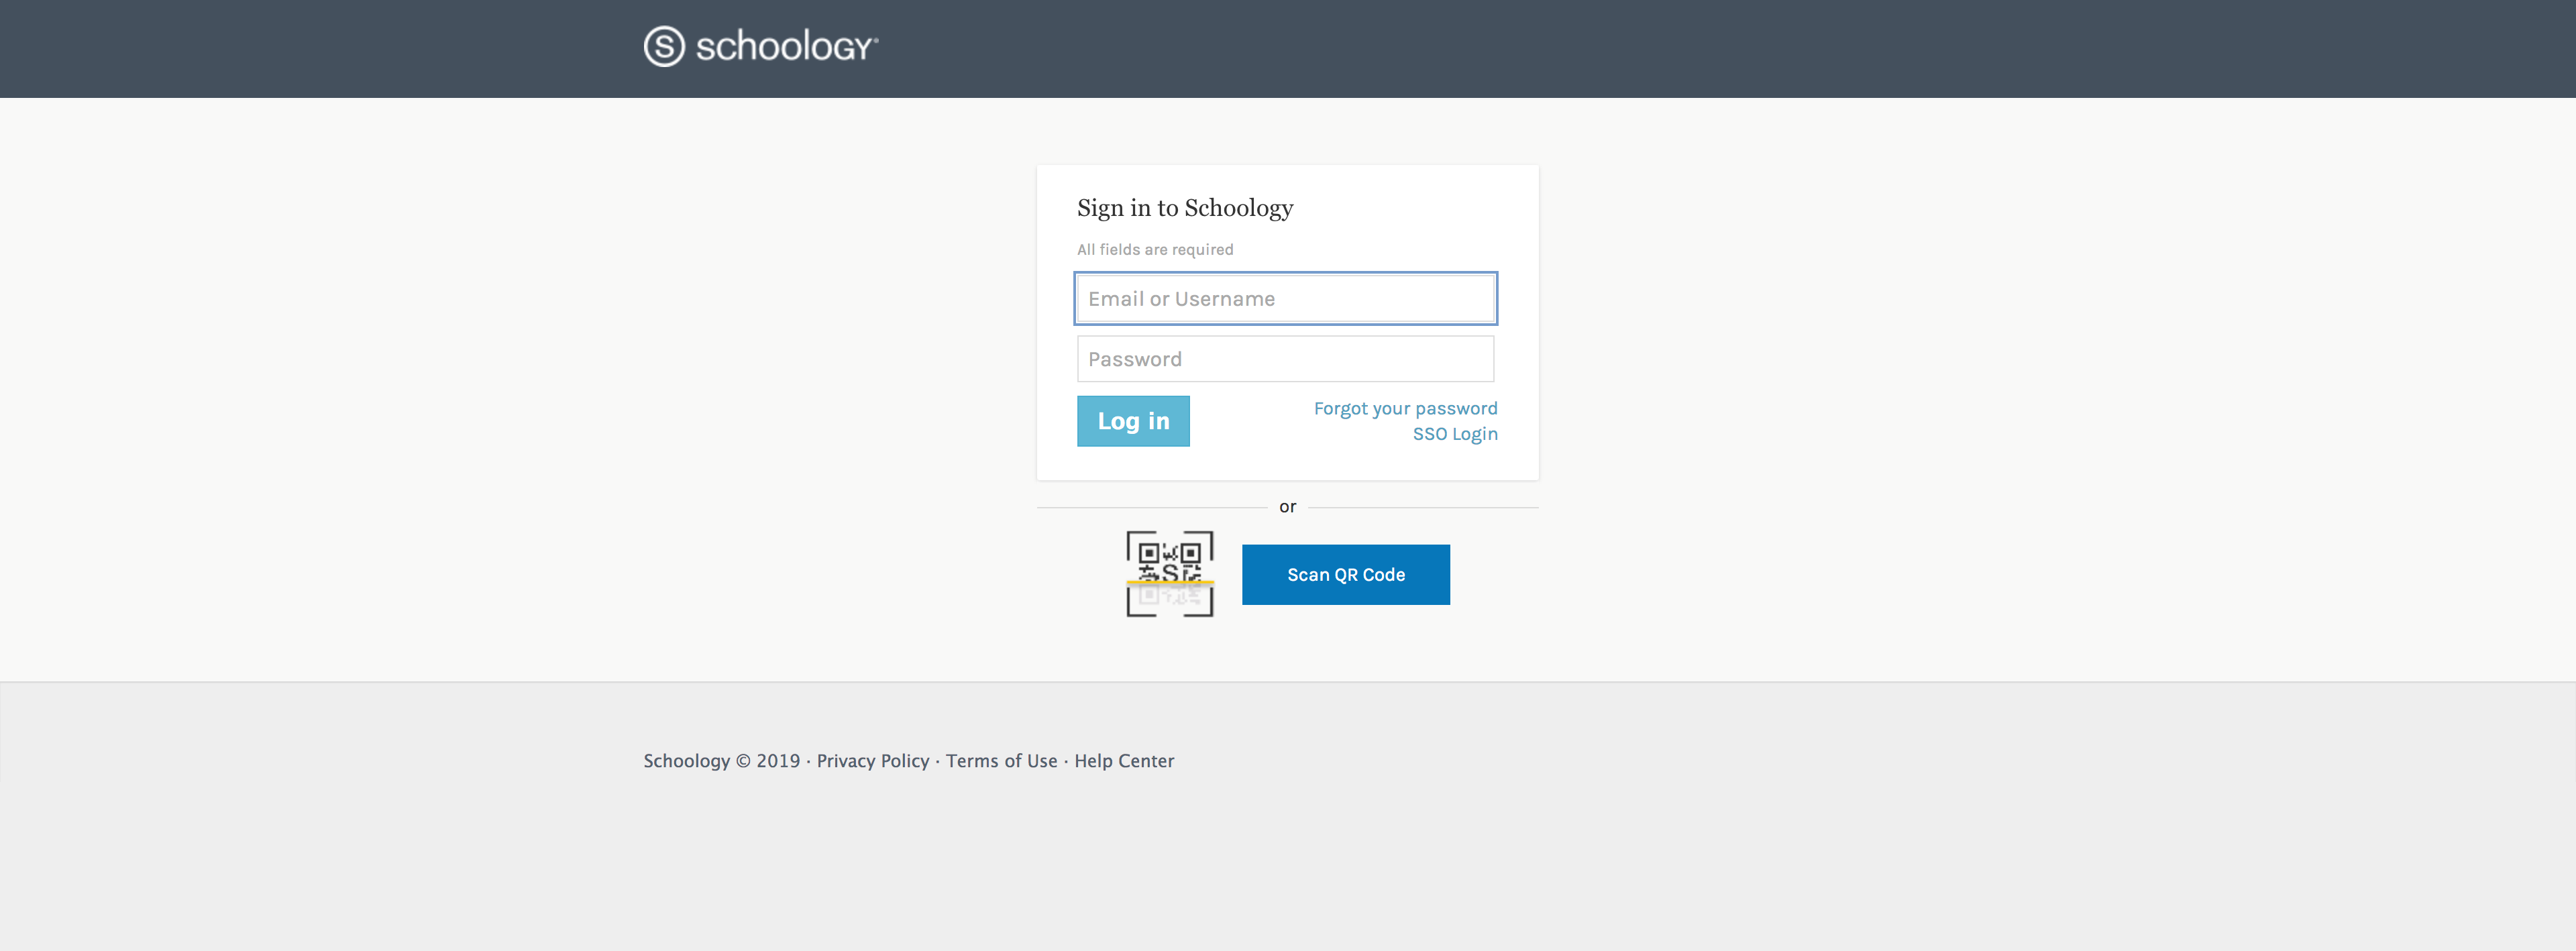 schoology®
Sign in to Schoology
All fields are required
Email or Username
Password
Log in
Forgot your password
SSO Login
or
Scan QR Code
Schoology © 2019 · Privacy Policy · Terms of Use · Help Center